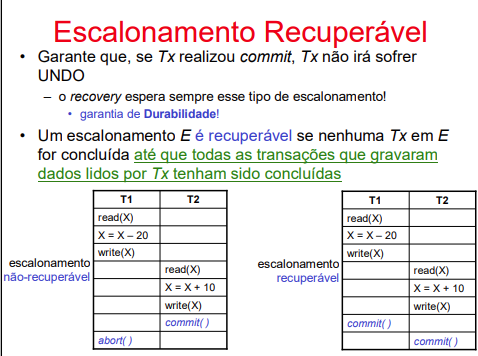 Escalonamento Recuperável
• Garante que, se Tx realizou commit, Tx não irá sofrer
UNDO
– o recovery espera sempre esse tipo de escalonamento!
• garantia de Durabilidade!
• Um escalonamento E é recuperável se nenhuma Tx em E
for concluída até que todas as transações que gravaram
dados lidos por Tx tenham sido concluídas
escalonamento
não-recuperável
T1 T2
read(X)
X = X – 20
write(X)
read(X)
X = X + 10
write(X)
commit( )
abort( )
escalonamento
recuperável
T1 T2
read(X)
X = X – 20
write(X)
read(X)
X = X + 10
write(X)
commit( )
commit( )